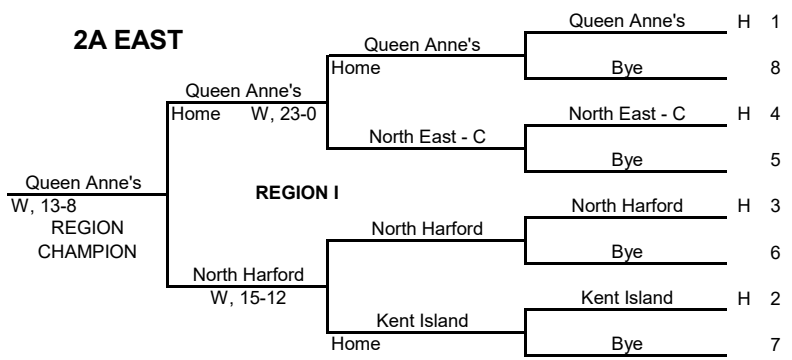 2A EAST
Queen Anne's H 1
Queen Anne's
Home Bye 8
Queen Anne's
Home W, 23-0
North East - C H 4
North East - C
Bye 5
Queen Anne's
W, 13-8
REGION
CHAMPION
REGION I
North Harford H 3
North Harford
Bye 6
North Harford
W, 15-12
Kent Island H 2
Kent Island
Home Bye 7